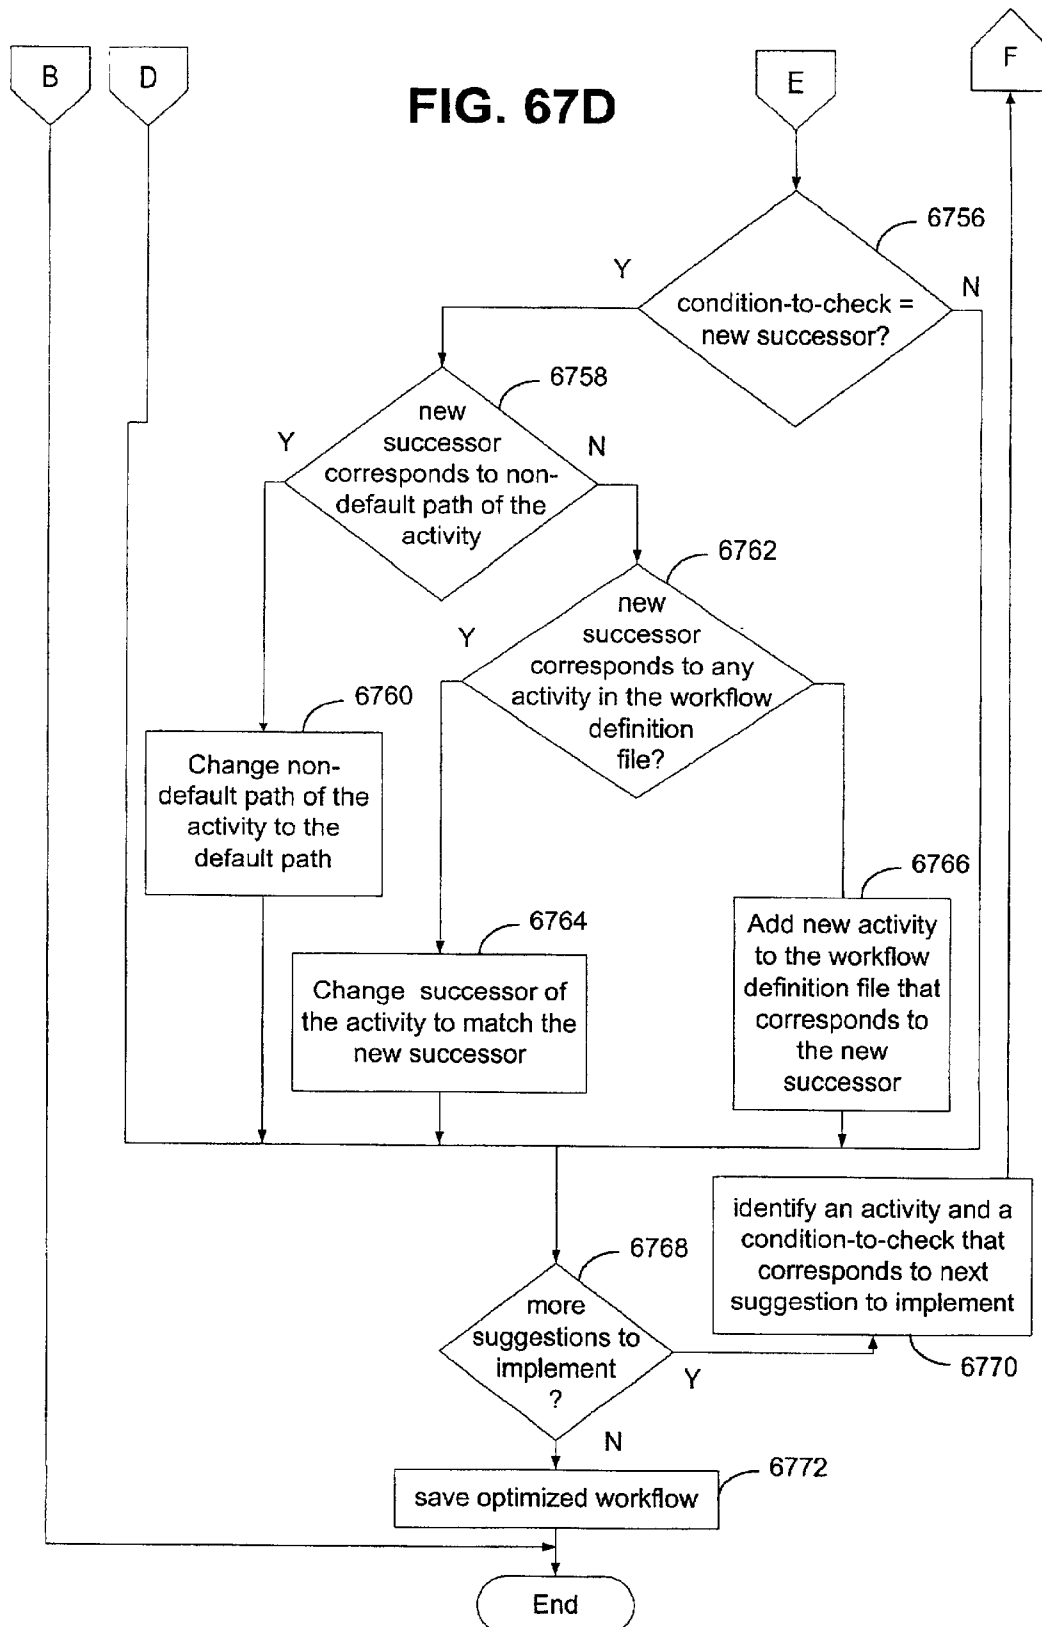 B
D
FIG. 67D
E
F
6756
Y
N
condition-to-check =
new successor?
6758
new
successor
corresponds to non-
default path of the
activity
Y
N
6762
new
successor
corresponds to any
activity in the workflow
definition
file?
Y
6760
Change non-
default path of the
activity to the
default path
6764
Change successor of
the activity to match the
new successor
6766
Add new activity
to the workflow
definition file that
corresponds to
the new
successor
identify an activity and a
condition-to-check that
corresponds to next
suggestion to implement
6770
6768
more
suggestions to
implement
?
Y
N
6772
save optimized workflow
End